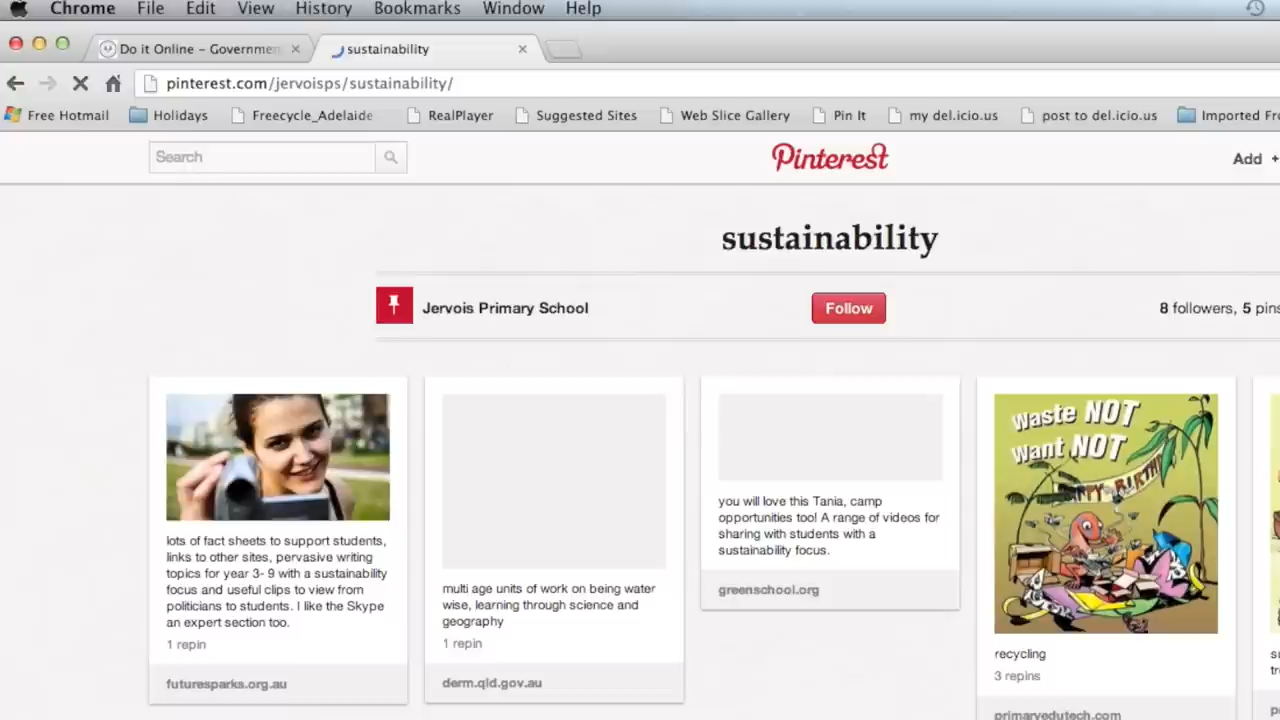 Chrome File Edit View History Bookmarks Window Help
Do it Online – Governmen
sustainability
pinterest.com/jervoisps/sustainability/
Free Hotmail Holidays Freecycle_Adelaide RealPlayer Suggested Sites Web Slice Gallery Pin It my del.icio.us post to del.icio.us Imported Fr
Search
Pinterest
Add +
sustainability
Jervois Primary School
Follow
8 followers, 5 pins
lots of fact sheets to support students,
links to other sites, pervasive writing
topics for year 3- 9 with a sustainability
focus and useful clips to view from
politicians to students. I like the Skype
an expert section too.
1 repin
futuresparks.org.au
multi age units of work on being water
wise, learning through science and
geography
1 repin
derm.qld.gov.au
you will love this Tania, camp
opportunities too! A range of videos for
sharing with students with a
sustainability focus.
greenschool.org
Waste NOT
Want NOT
recycling
3 repins
primaryedutech.com